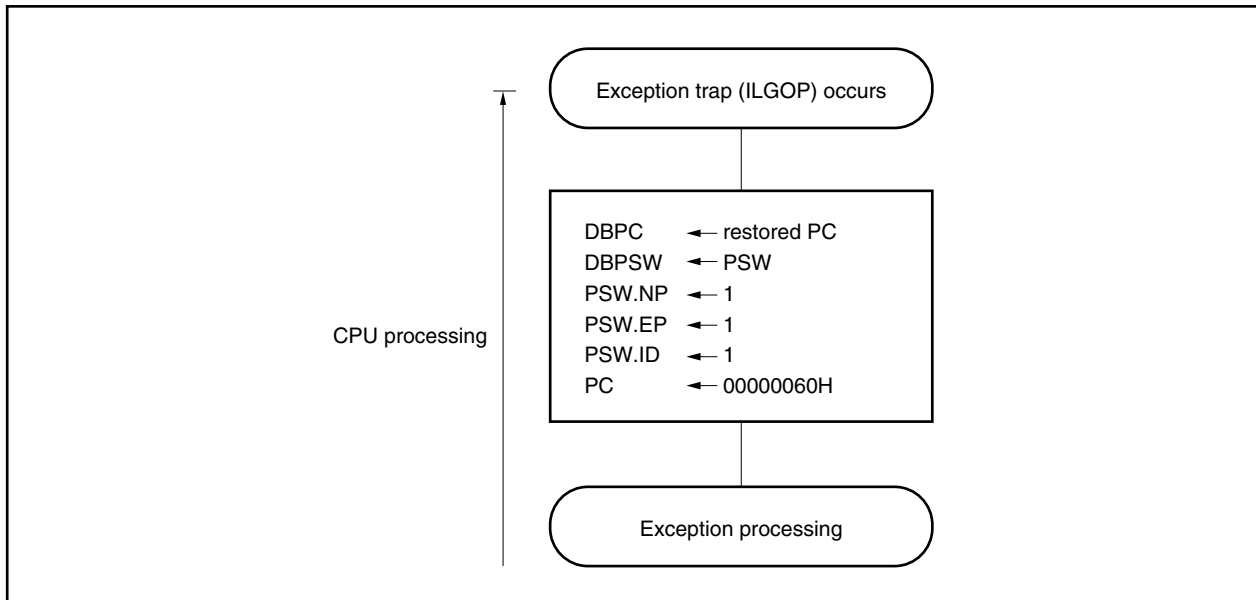 Exception trap (ILGOP) occurs
DBPC ← restored PC
DBPSW ← PSW
PSW.NP ← 1
PSW.EP ← 1
PSW.ID ← 1
PC ← 00000060H
CPU processing
Exception processing